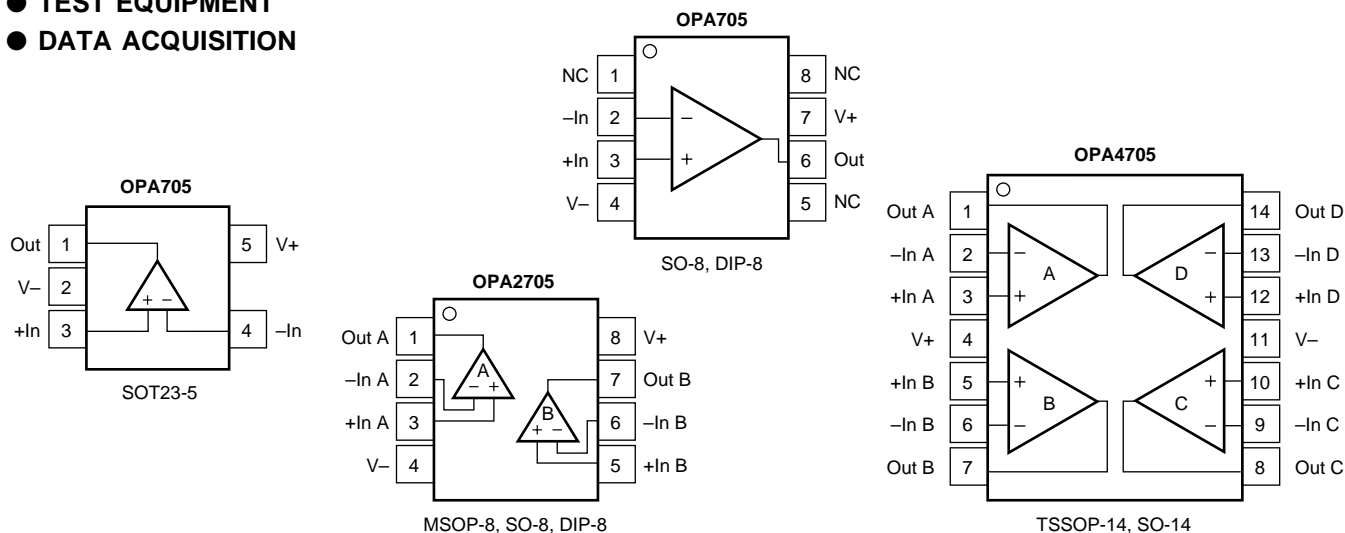 ● TEST EQUIPMENT
● DATA ACQUISITION
OPA705
NC 1 8 NC
–In 2 – 7 V+
+In 3 + 6 Out
V– 4 5 NC
SO-8, DIP-8
OPA705
Out 1 5 V+
V– 2
+In 3 + – 4 –In
SOT23-5
OPA2705
Out A 1 8 V+
–In A 2 A – + 7 Out B
+In A 3 B + – 6 –In B
V– 4 5 +In B
MSOP-8, SO-8, DIP-8
OPA4705
Out A 1 14 Out D
–In A 2 – – 13 –In D
A D
+In A 3 + + 12 +In D
V+ 4 11 V–
+In B 5 + + 10 +In C
B C
–In B 6 – – 9 –In C
Out B 7 8 Out C
TSSOP-14, SO-14